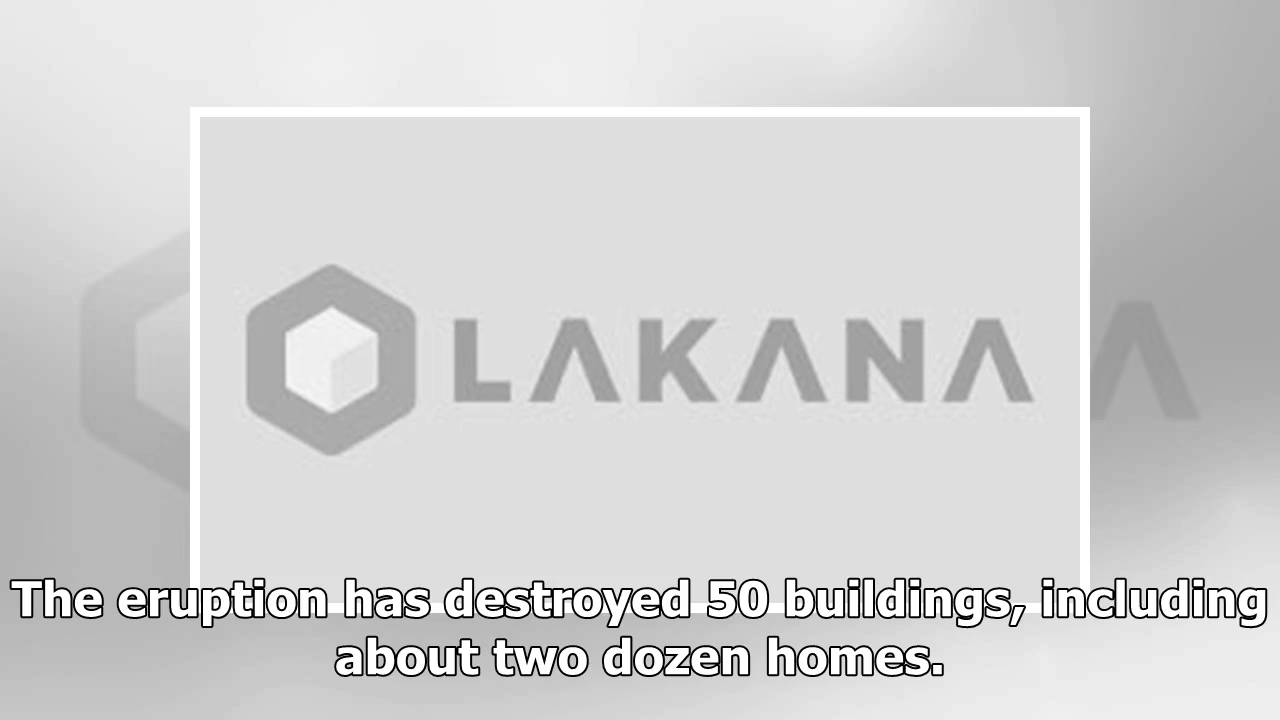 LAKANA
The eruption has destroyed 50 buildings, including
about two dozen homes.